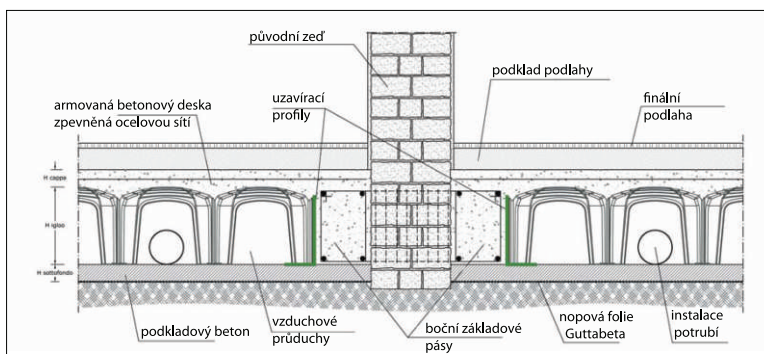 původní zeď
podklad podlahy
armovaná betonový deska
zpevněná ocelovou sítí
uzavírací
profily
finální
podlaha
H cappa
H igloo
H sottofondo
podkladový beton
vzduchové
průduchy
boční základové
pásy
nopová folie
Guttabeta
instalace
potrubí